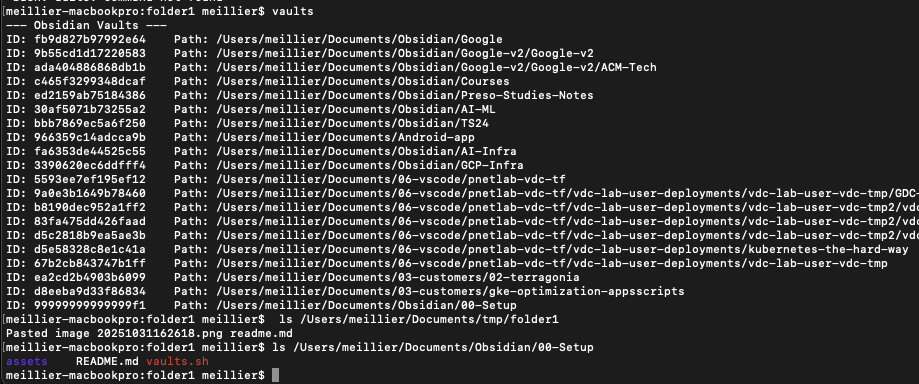 [meillier-macbookpro:folder1 meillier$ vaults
--- Obsidian Vaults ---
ID: fb9d827b97992e64    Path: /Users/meillier/Documents/Obsidian/Google
ID: 9b55cd1d17220583    Path: /Users/meillier/Documents/Obsidian/Google-v2/Google-v2
ID: ada404886868db1b    Path: /Users/meillier/Documents/Obsidian/Google-v2/Google-v2/ACM-Tech
ID: c465f3299348dcaf    Path: /Users/meillier/Documents/Obsidian/Courses
ID: ed2159ab75184386    Path: /Users/meillier/Documents/Obsidian/Preso-Studies-Notes
ID: 30af5071b73255a2    Path: /Users/meillier/Documents/Obsidian/AI-ML
ID: bbb7869ec5a6f250    Path: /Users/meillier/Documents/Obsidian/TS24
ID: 966359c14adcca9b    Path: /Users/meillier/Documents/Android-app
ID: fa6353de44525c55    Path: /Users/meillier/Documents/Obsidian/AI-Infra
ID: 3390620ec6ddfff4    Path: /Users/meillier/Documents/Obsidian/GCP-Infra
ID: 5593ee7ef195ef12    Path: /Users/meillier/Documents/06-vscode/pnetlab-vdc-tf
ID: 9a0e3b1649b78460    Path: /Users/meillier/Documents/06-vscode/pnetlab-vdc-tf/vdc-lab-user-deployments/vdc-lab-user-vdc-tmp/GDC-
ID: b8190dec952a1ff2    Path: /Users/meillier/Documents/06-vscode/pnetlab-vdc-tf/vdc-lab-user-deployments/vdc-lab-user-vdc-tmp2/vdc
ID: 83fa475dd426faad    Path: /Users/meillier/Documents/06-vscode/pnetlab-vdc-tf/vdc-lab-user-deployments/vdc-lab-user-vdc-tmp2/vdc
ID: d5c2818b9ea5ae3b    Path: /Users/meillier/Documents/06-vscode/pnetlab-vdc-tf/vdc-lab-user-deployments/vdc-lab-user-vdc-tmp2/vdc
ID: d5e58328c8e1c41a    Path: /Users/meillier/Documents/06-vscode/pnetlab-vdc-tf/vdc-lab-user-deployments/kubernetes-the-hard-way
ID: 67b2cb843747b1ff    Path: /Users/meillier/Documents/06-vscode/pnetlab-vdc-tf/vdc-lab-user-deployments/vdc-lab-user-vdc-tmp
ID: ea2cd2b4903b6099    Path: /Users/meillier/Documents/03-customers/02-terragonia
ID: d8eeba9d33f86834    Path: /Users/meillier/Documents/03-customers/gke-optimization-appsscripts
ID: 99999999999999f1    Path: /Users/meillier/Documents/Obsidian/00-Setup
[meillier-macbookpro:folder1 meillier$  ls /Users/meillier/Documents/tmp/folder1
Pasted image 20251031162618.png readme.md
[meillier-macbookpro:folder1 meillier$ ls /Users/meillier/Documents/Obsidian/00-Setup
assets    README.md vaults.sh
meillier-macbookpro:folder1 meillier$